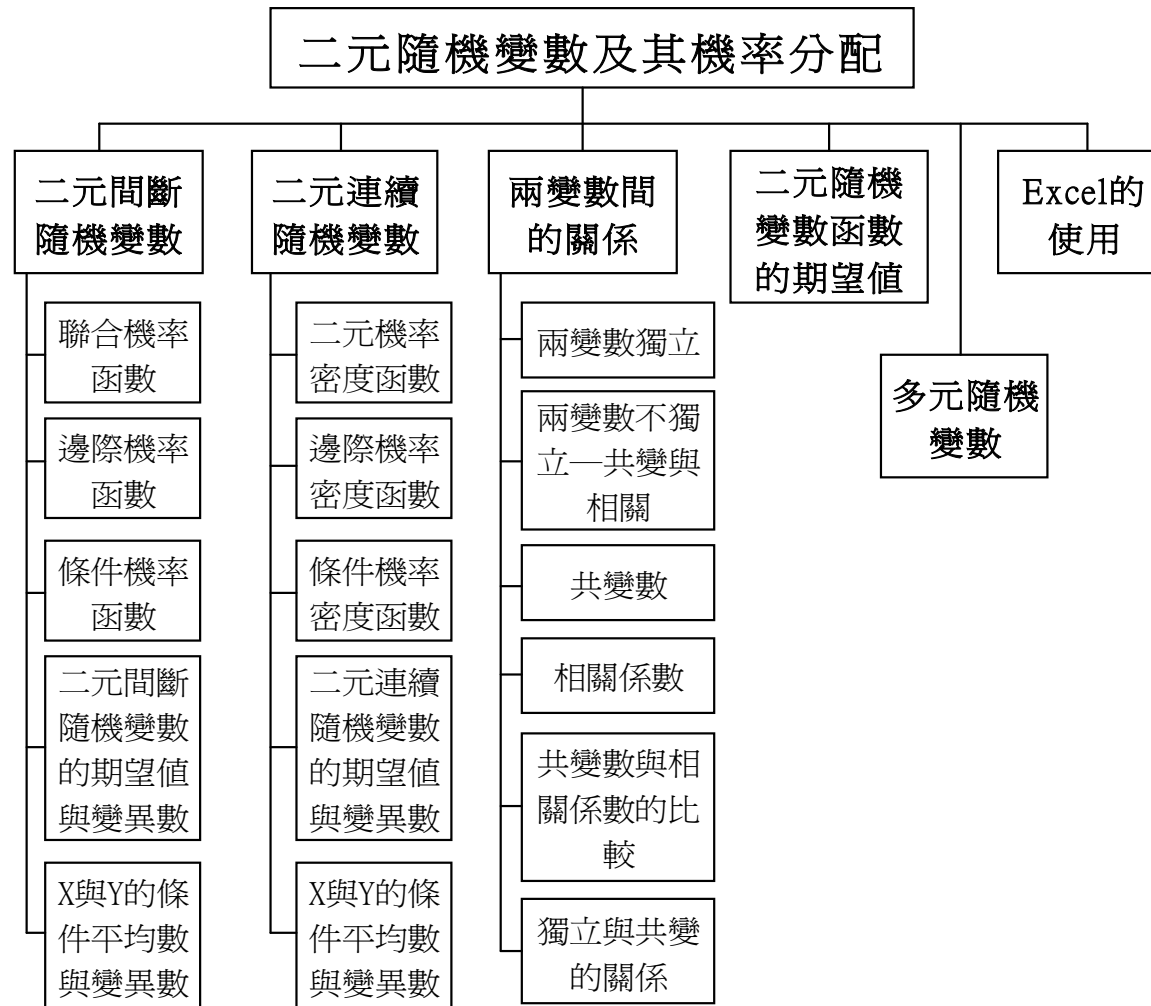 二元隨機變數及其機率分配
二元間斷
隨機變數
聯合機率
函數
邊際機率
函數
條件機率
函數
二元間斷
隨機變數
的期望值
與變異數
X與Y的條
件平均數
與變異數
二元連續
隨機變數
二元機率
密度函數
邊際機率
密度函數
條件機率
密度函數
二元連續
隨機變數
的期望值
與變異數
X與Y的條
件平均數
與變異數
兩變數間
的關係
兩變數獨立
兩變數不獨
立—共變與
相關
共變數
相關係數
共變數與相
關係數的比
較
獨立與共變
的關係
二元隨機
變數函數
的期望值
多元隨機
變數
Excel的
使用